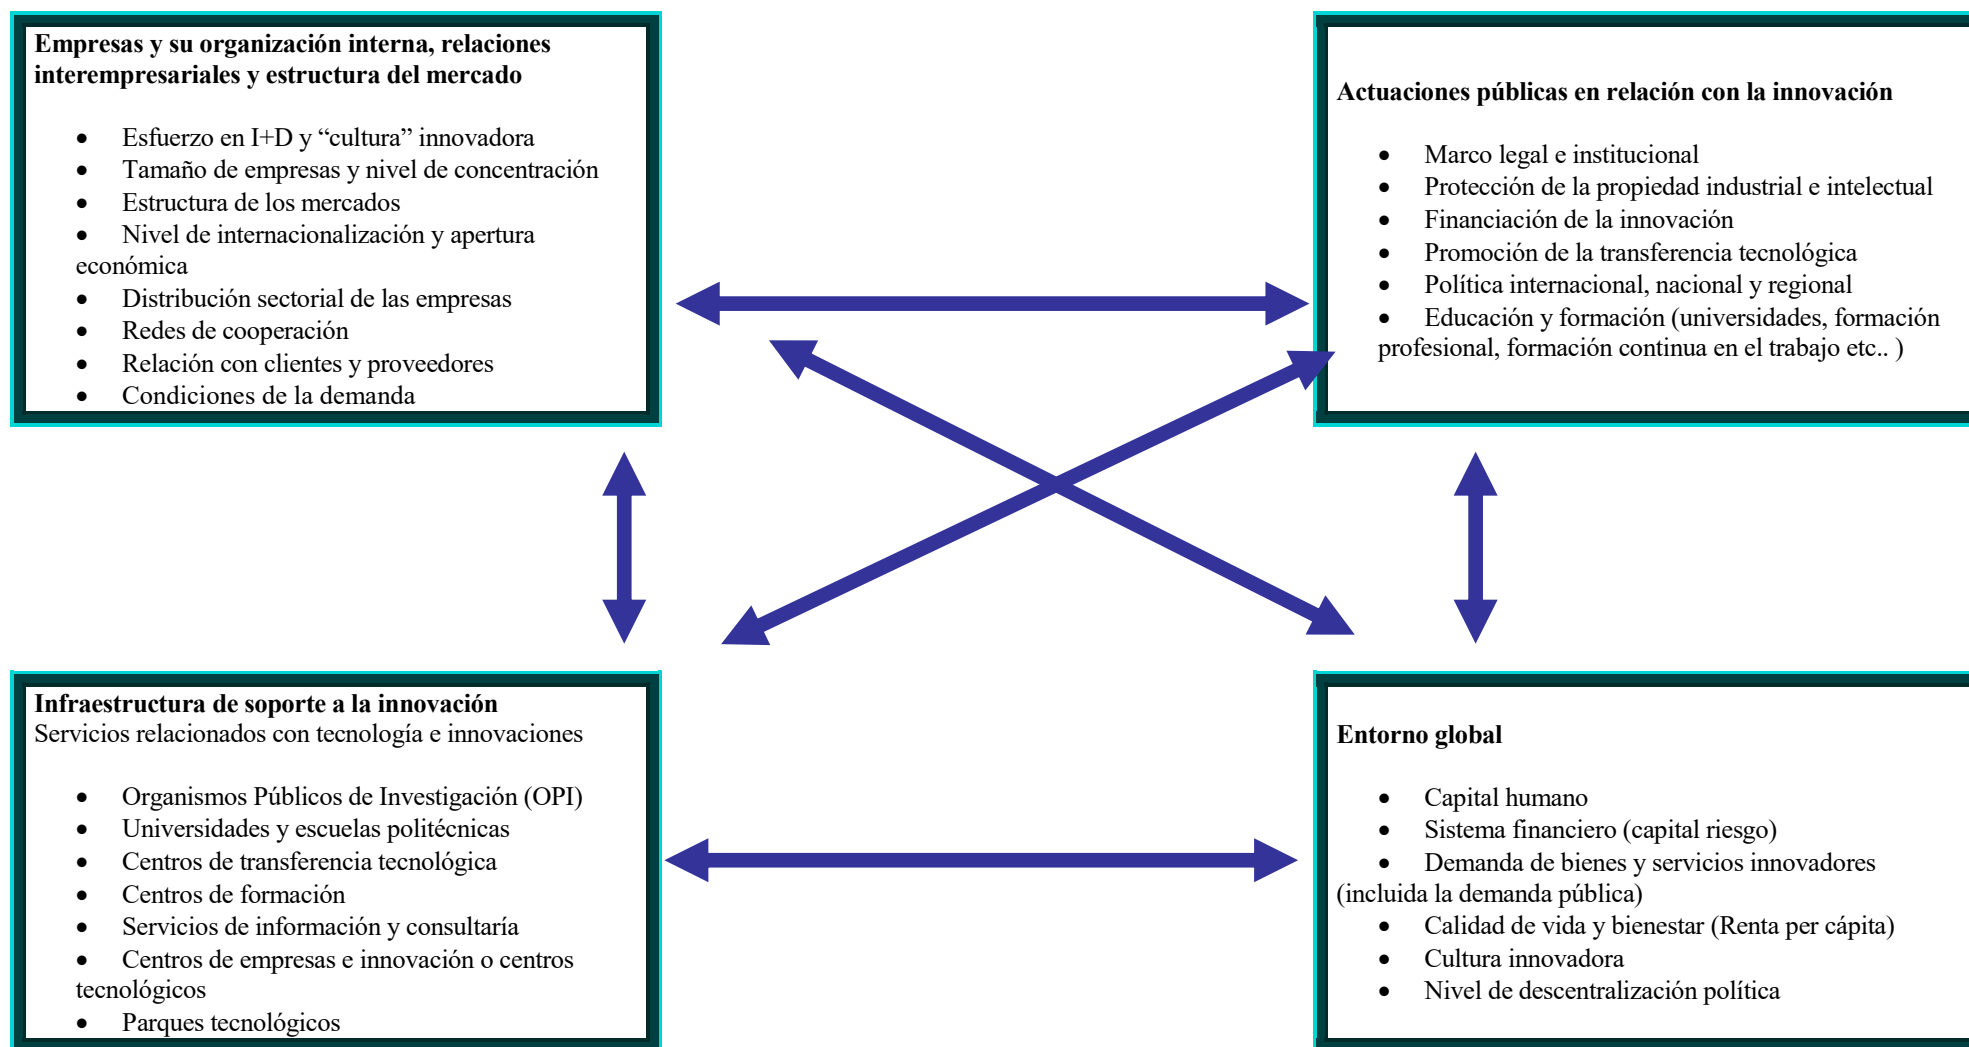 Empresas y su organización interna, relaciones
interempresariales y estructura del mercado
• Esfuerzo en I+D y “cultura” innovadora
• Tamaño de empresas y nivel de concentración
• Estructura de los mercados
• Nivel de internacionalización y apertura
económica
• Distribución sectorial de las empresas
• Redes de cooperación
• Relación con clientes y proveedores
• Condiciones de la demanda
Actuaciones públicas en relación con la innovación
• Marco legal e institucional
• Protección de la propiedad industrial e intelectual
• Financiación de la innovación
• Promoción de la transferencia tecnológica
• Política internacional, nacional y regional
• Educación y formación (universidades, formación
profesional, formación continua en el trabajo etc.. )
Infraestructura de soporte a la innovación
Servicios relacionados con tecnología e innovaciones
• Organismos Públicos de Investigación (OPI)
• Universidades y escuelas politécnicas
• Centros de transferencia tecnológica
• Centros de formación
• Servicios de información y consultaría
• Centros de empresas e innovación o centros
tecnológicos
• Parques tecnológicos
Entorno global
• Capital humano
• Sistema financiero (capital riesgo)
• Demanda de bienes y servicios innovadores
(incluida la demanda pública)
• Calidad de vida y bienestar (Renta per cápita)
• Cultura innovadora
• Nivel de descentralización política